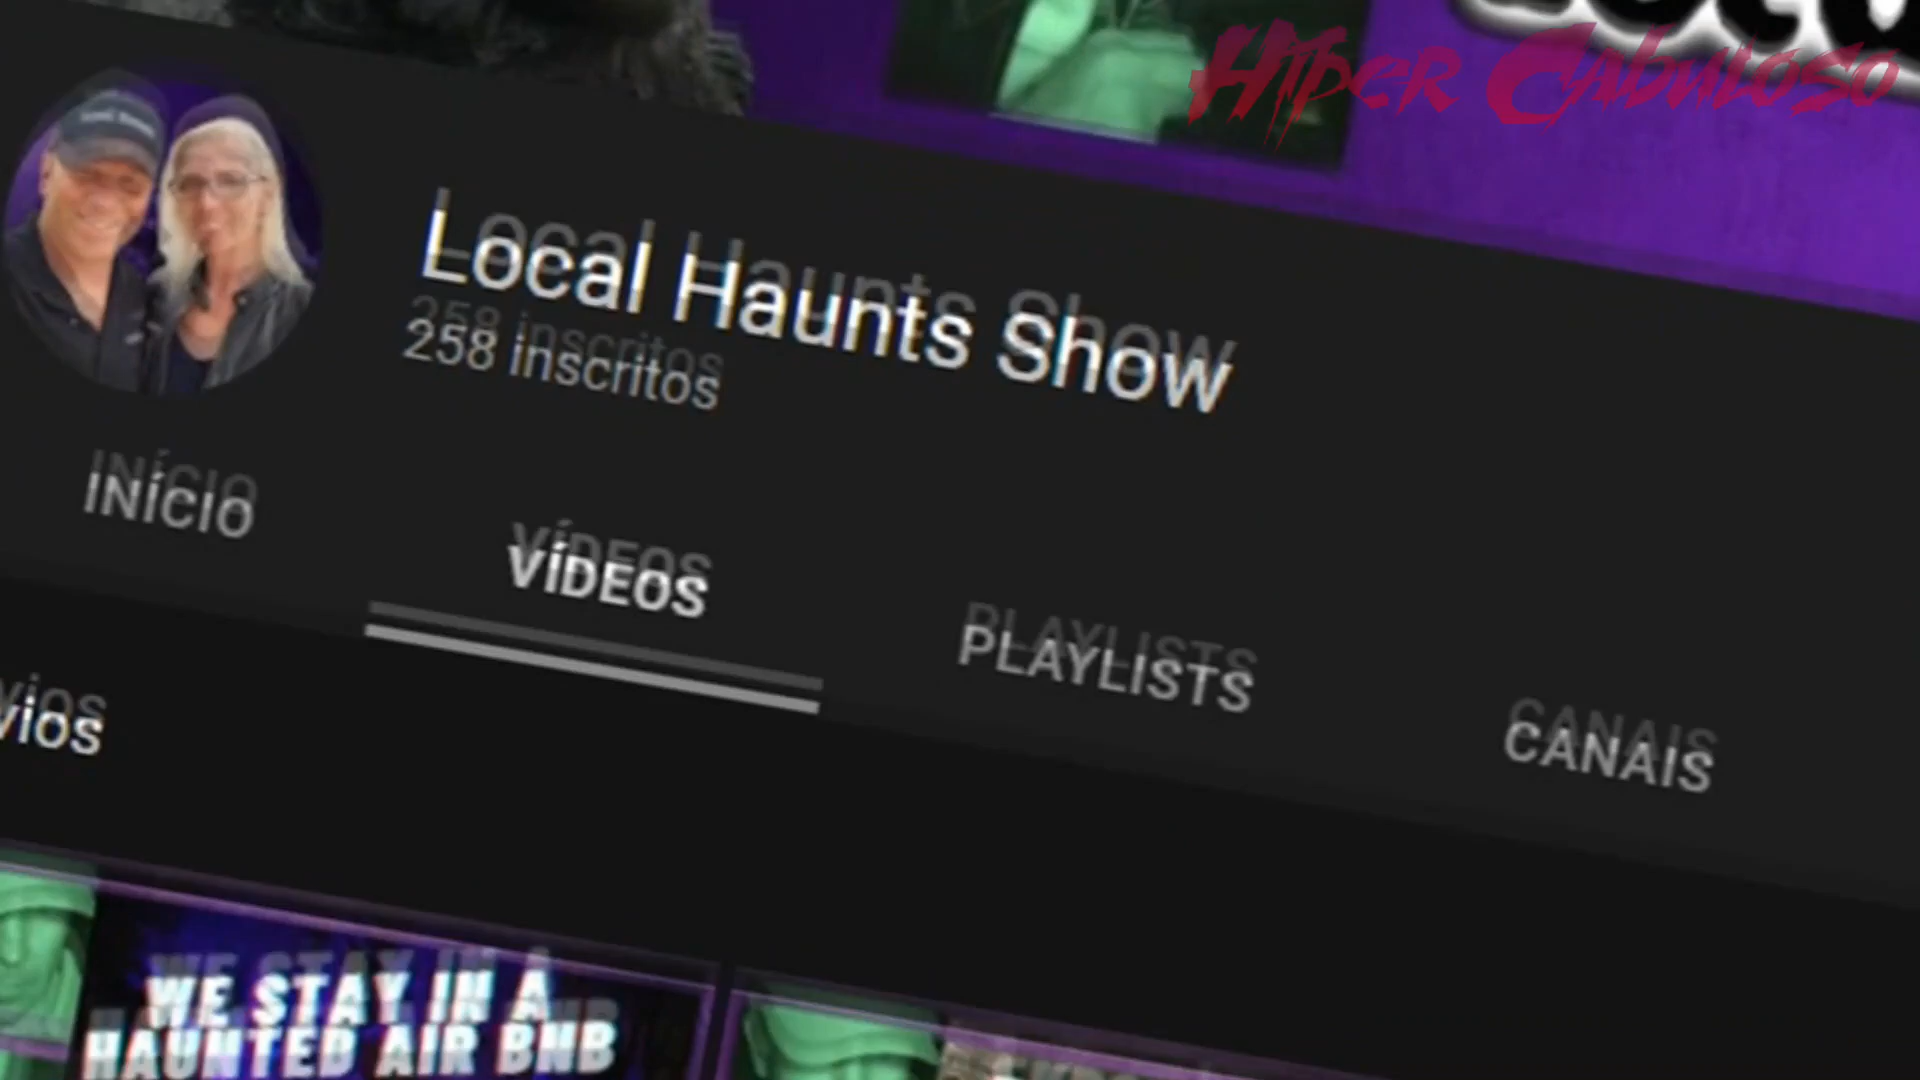 Hiper Cabuloso
Local Haunts Show
258 inscritos
INÍCIO
VÍDEOS
PLAYLISTS
CANAIS
vios
WE STAY IN A
HAUNTED AIR BNB